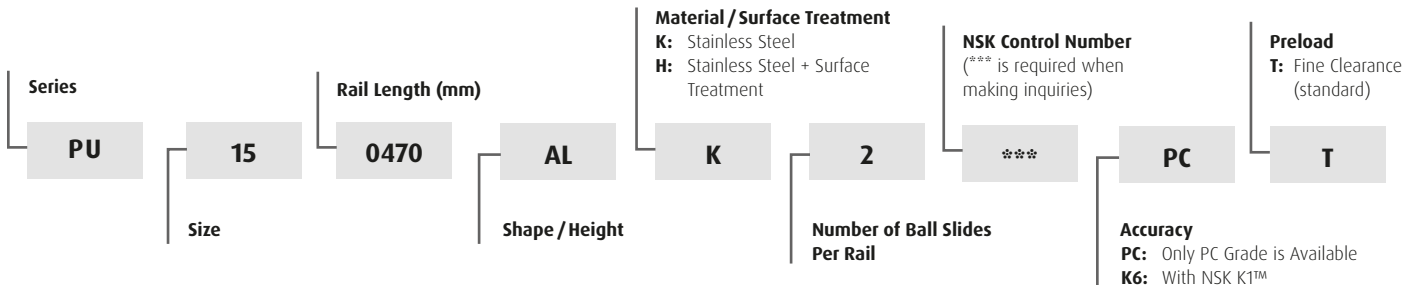 Material / Surface Treatment
K: Stainless Steel
H: Stainless Steel + Surface
Treatment
NSK Control Number
(*** is required when
making inquiries)
Preload
T: Fine Clearance
(standard)
Series
Rail Length (mm)
PU
15
0470
AL
K
2
***
PC
T
Size
Shape / Height
Number of Ball Slides
Per Rail
Accuracy
PC: Only PC Grade is Available
K6: With NSK K1™